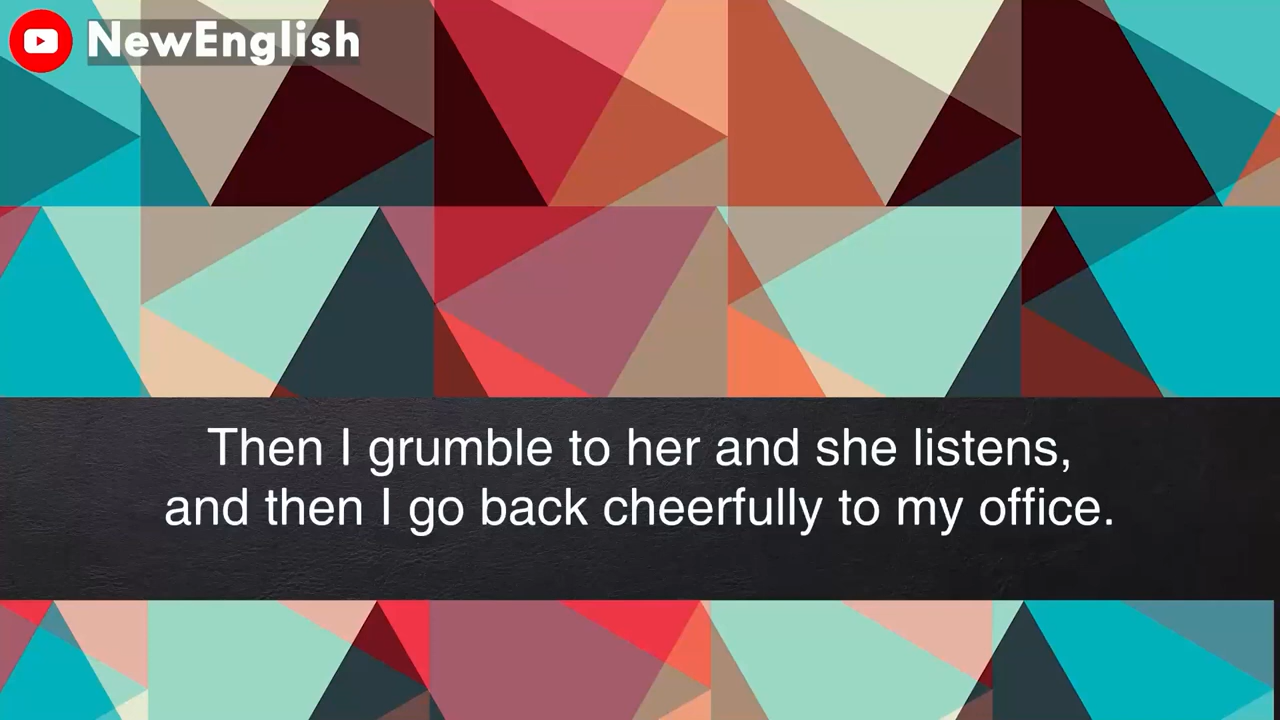 NewEnglish
Then I grumble to her and she listens,
and then I go back cheerfully to my office.